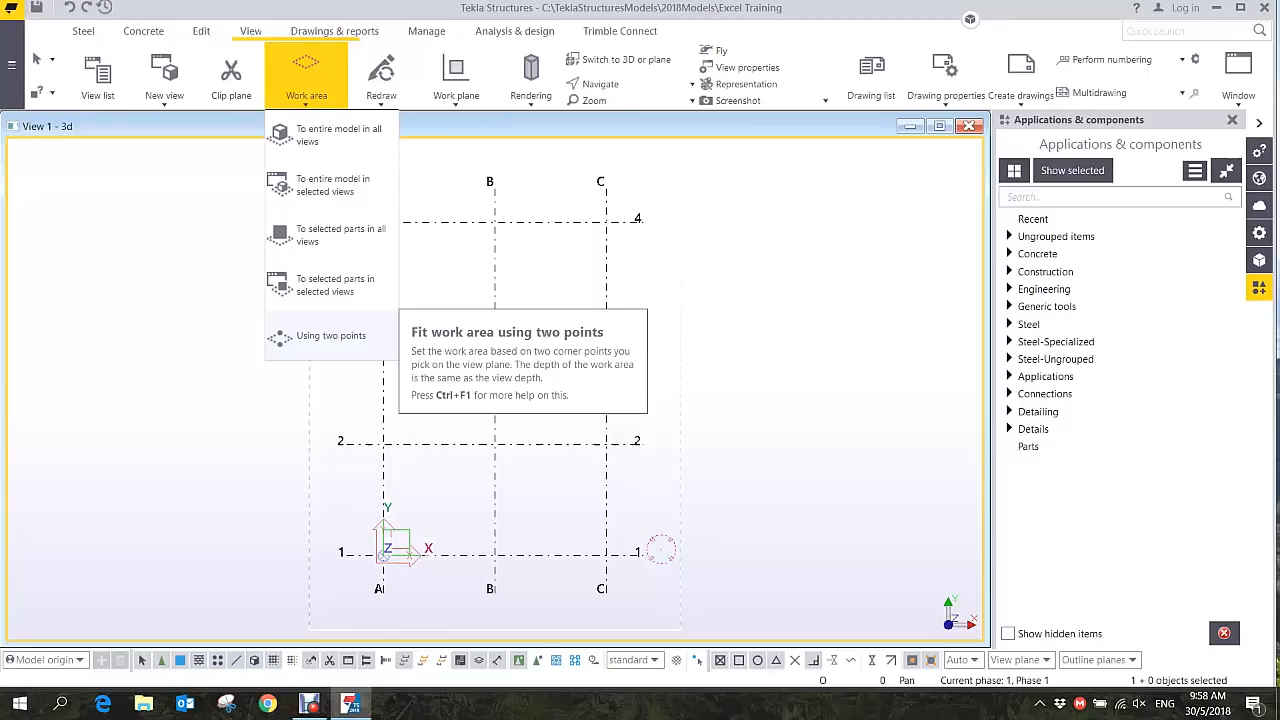 Tekla Structures - C:\TeklaStructuresModels\2018Models\Excel Training
Log in
Steel
Concrete
Edit
View
Drawings & reports
Manage
Analysis & design
Trimble Connect
Quick Launch
View list
New view
Clip plane
Work area
Redraw
Work plane
Rendering
Switch to 3D or plane
Navigate
Zoom
Fly
View properties
Representation
Screenshot
Drawing list
Drawing properties
Create drawings
Perform numbering
Multidrawing
Window
View 1 - 3d
To entire model in all
views
To entire model in
selected views
To selected parts in all
views
To selected parts in
selected views
Using two points
Fit work area using two points
Set the work area based on two corner points you
pick on the view plane. The depth of the work area
is the same as the view depth.
Press Ctrl+F1 for more help on this.
B
C
4
2
2
Y
Z
X
1
1
A
B
C
Y
Z
X
Applications & components
Applications & components
Show selected
Search...
Recent
Ungrouped items
Concrete
Construction
Engineering
Generic tools
Steel
Steel-Specialized
Steel-Ungrouped
Applications
Connections
Detailing
Details
Parts
Show hidden items
Model origin
standard
Auto
View plane
Outline planes
O
0
Pan
Current phase: 1, Phase 1
1 + 0 objects selected
ENG
9:58 AM
30/5/2018